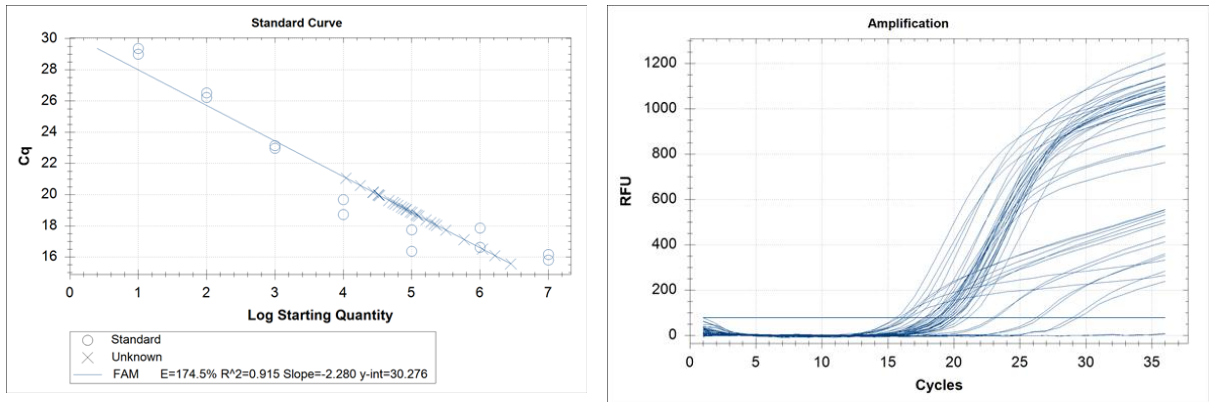 Standard Curve
30
28
26
24
22
20
18
16
Cq
0 1 2 3 4 5 6 7
Log Starting Quantity
Standard
Unknown
FAM E=174.5% R^2=0.915 Slope=-2.280 y-int=30.276
Amplification
1200
1000
800
600
400
200
0
RFU
0 5 10 15 20 25 30 35
Cycles